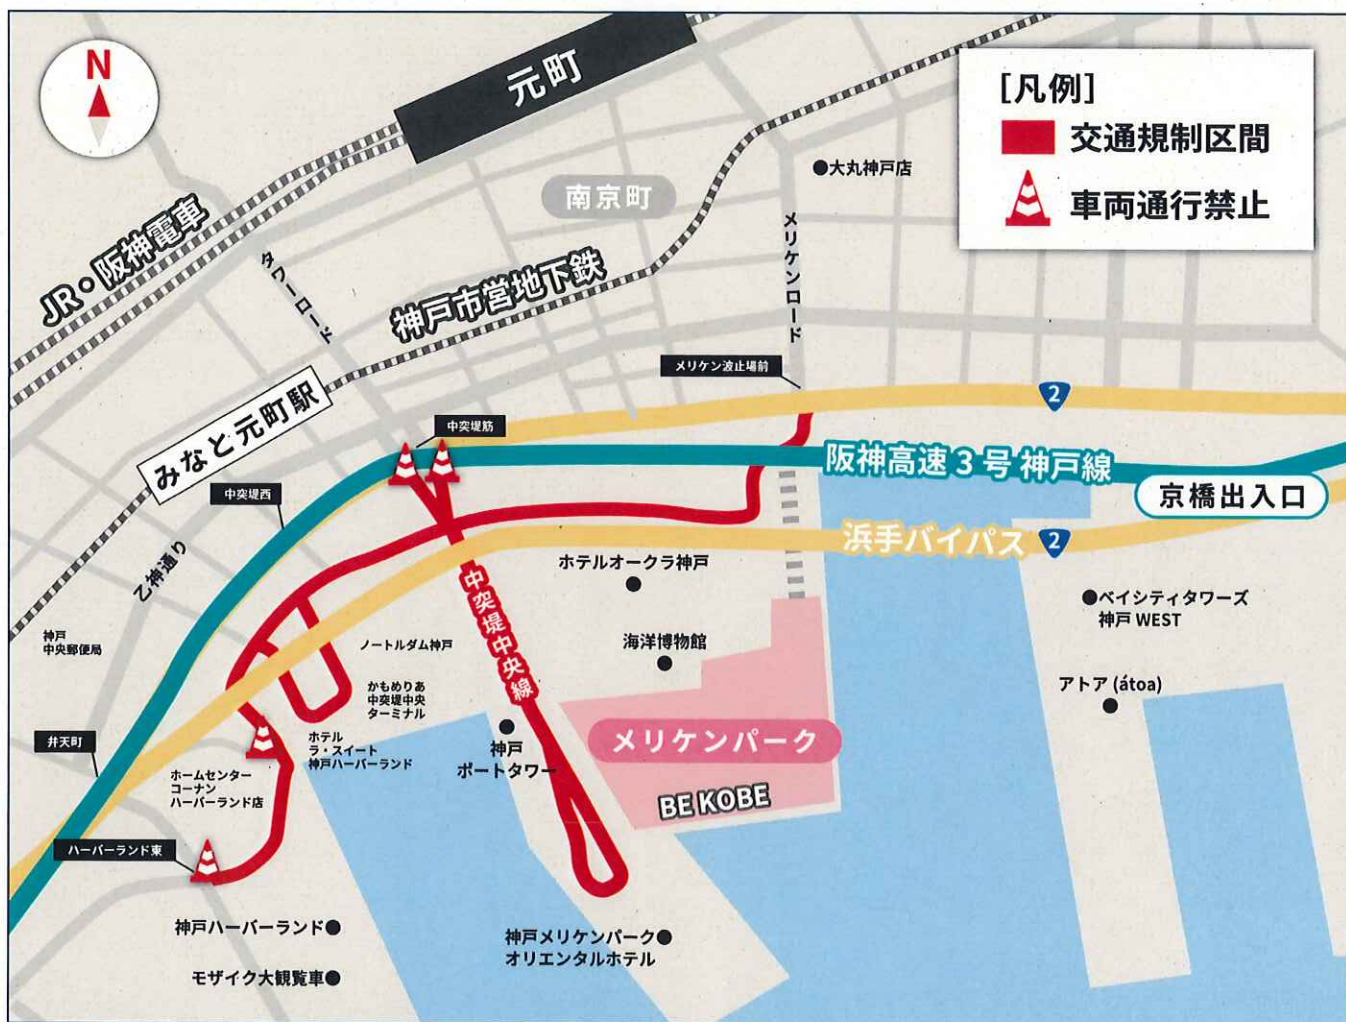 N
元町
[凡例]
交通規制区間
車両通行禁止
大丸神戸店
南京町
JR・阪神電車
タワーロード
メリケンロード
神戸市営地下鉄
メリケン波止場前
みなと元町駅
中突堤筋
2
阪神高速3号 神戸線
京橋出入口
中突堤西
浜手バイパス
2
乙神通り
ホテルオークラ神戸
中突堤中央線
ベイシティタワーズ
神戸 WEST
神戸
中央郵便局
ノートルダム神戸
海洋博物館
かもめりあ
中突堤中央
ターミナル
アトア (átoa)
弁天町
ホテル
ラ・スイート
神戸ハーバーランド
神戸
ポートタワー
メリケンパーク
ホームセンター
コーナン
ハーバーランド店
BE KOBE
ハーバーランド東
神戸ハーバーランド
神戸メリケンパーク
オリエンタルホテル
モザイク大観覧車